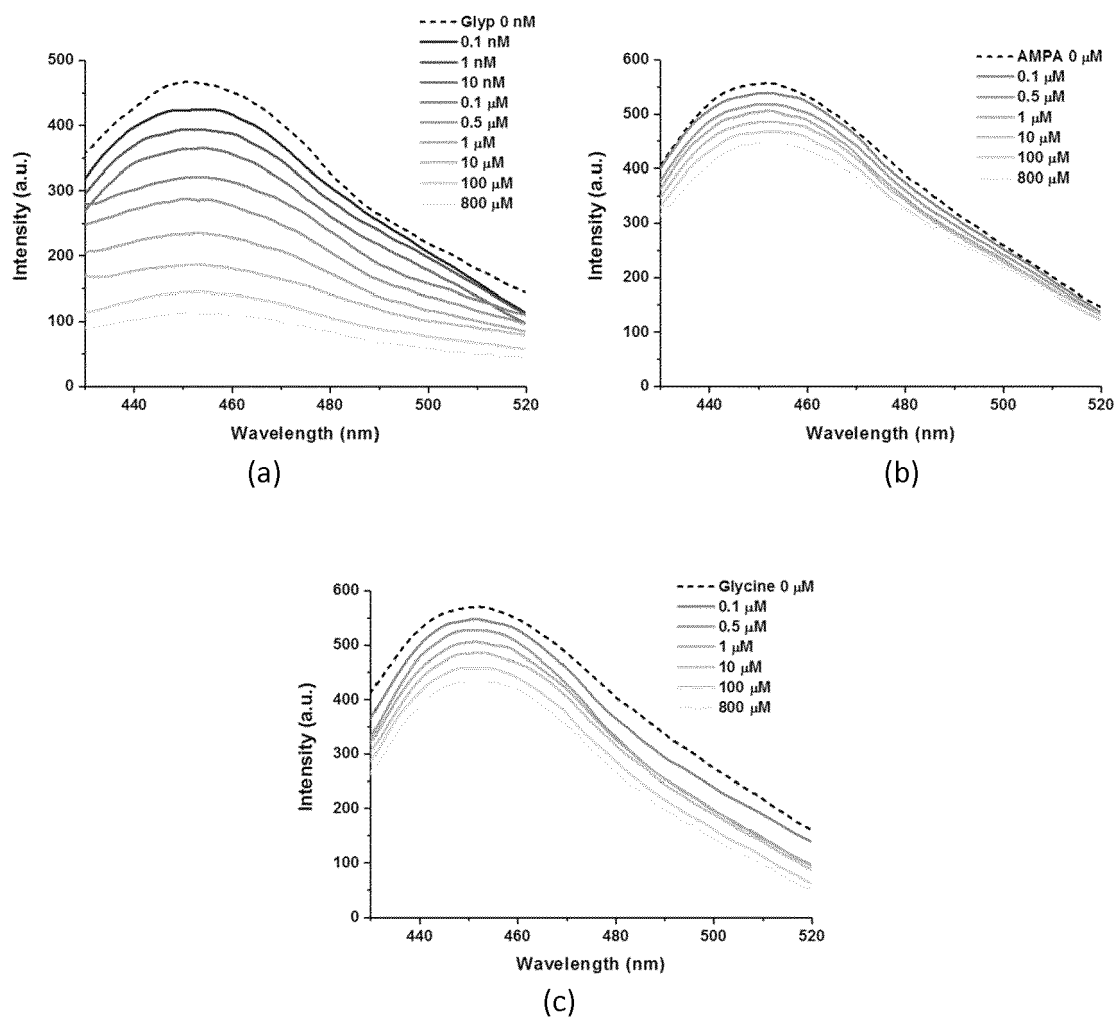 Glyp 0 nM
0.1 nM
1 nM
10 nM
0.1 μM
0.5 μM
1 μM
10 μM
100 μM
800 μM
500
400
300
200
100
0
Intensity (a.u.)
440 460 480 500 520
Wavelength (nm)
(a)
AMPA 0 μM
0.1 μM
0.5 μM
1 μM
10 μM
100 μM
800 μM
600
500
400
300
200
100
0
Intensity (a.u.)
440 460 480 500 520
Wavelength (nm)
(b)
Glycine 0 μM
0.1 μM
0.5 μM
1 μM
10 μM
100 μM
800 μM
600
500
400
300
200
100
0
Intensity (a.u.)
440 460 480 500 520
Wavelength (nm)
(c)